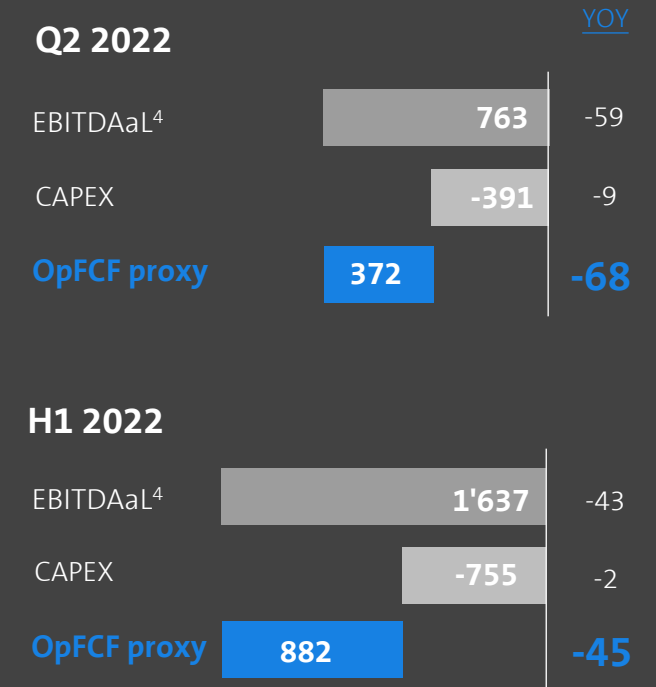 YOY
Q2 2022
EBITDAaL⁴ 763 -59
CAPEX -391 -9
OpFCF proxy 372 -68
H1 2022
EBITDAaL⁴ 1'637 -43
CAPEX -755 -2
OpFCF proxy 882 -45